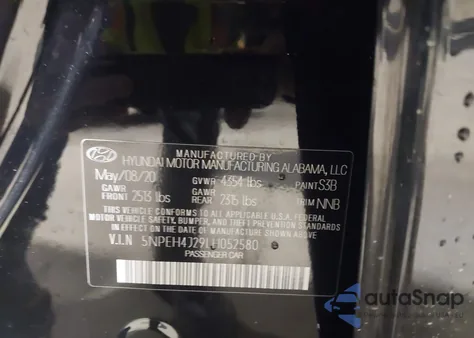 MANUFACTURED BY
HYUNDAI MOTOR MANUFACTURING ALABAMA, LLC
May/08/20 GVWR 4354 lbs PAINT S3B
GAWR FRONT 2513 lbs GAWR REAR 2315 lbs TRIM NNB
THIS VEHICLE CONFORMS TO ALL APPLICABLE U.S.A. FEDERAL
MOTOR VEHICLE SAFETY, BUMPER, AND THEFT PREVENTION
STANDARDS IN EFFECT ON THE DATE OF MANUFACTURE SHOWN ABOVE.
V.I.N 5NPEH4J29LH052580
PASSENGER CAR
autoSnap